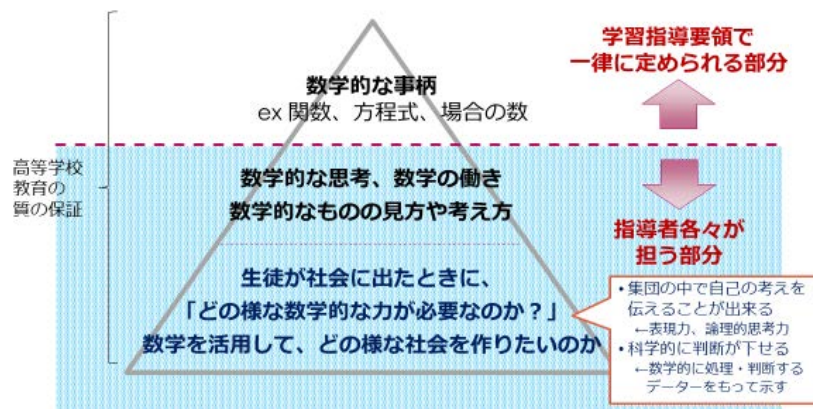 学習指導要領で
一律に定められる部分
数学的な事柄
ex 関数、方程式、場合の数
高等学校
教育の
質の保証
数学的な思考、数学の働き
数学的なものの見方や考え方
指導者各々が
担う部分
生徒が社会に出たときに、
「どの様な数学的な力が必要なのか？」
数学を活用して、どの様な社会を作りたいのか
•集団の中で自己の考えを
伝えることが出来る
←表現力、論理的思考力
•科学的に判断が下せる
←数学的に処理・判断する
データーをもって示す